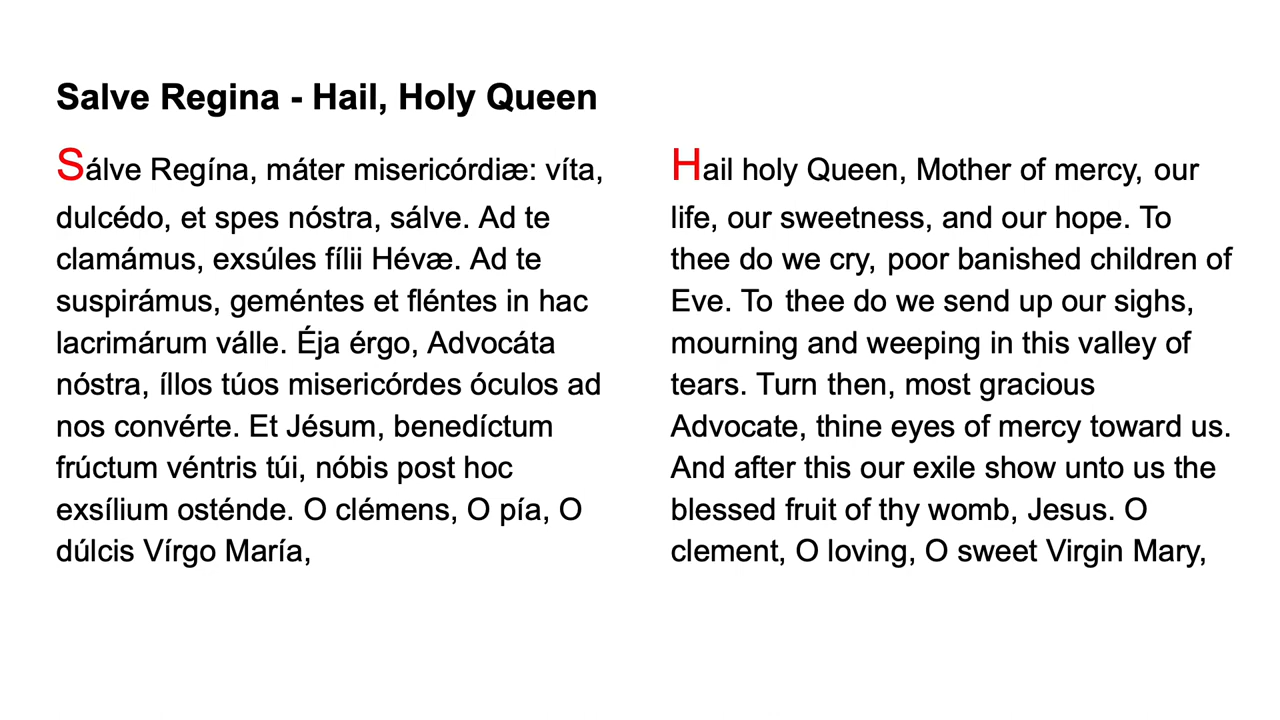 Salve Regina - Hail, Holy Queen
Sálve Regína, máter misericórdiæ: víta,
dulcédo, et spes nóstra, sálve. Ad te
clamámus, exsúles fílii Hévæ. Ad te
suspirámus, geméntes et fléntes in hac
lacrimárum válle. Éja érgo, Advocáta
nóstra, íllos túos misericórdes óculos ad
nos convérte. Et Jésum, benedíctum
frúctum véntris túi, nóbis post hoc
exsílium osténde. O clémens, O pía, O
dúlcis Vírgo María,
Hail holy Queen, Mother of mercy, our
life, our sweetness, and our hope. To
thee do we cry, poor banished children of
Eve. To thee do we send up our sighs,
mourning and weeping in this valley of
tears. Turn then, most gracious
Advocate, thine eyes of mercy toward us.
And after this our exile show unto us the
blessed fruit of thy womb, Jesus. O
clement, O loving, O sweet Virgin Mary,